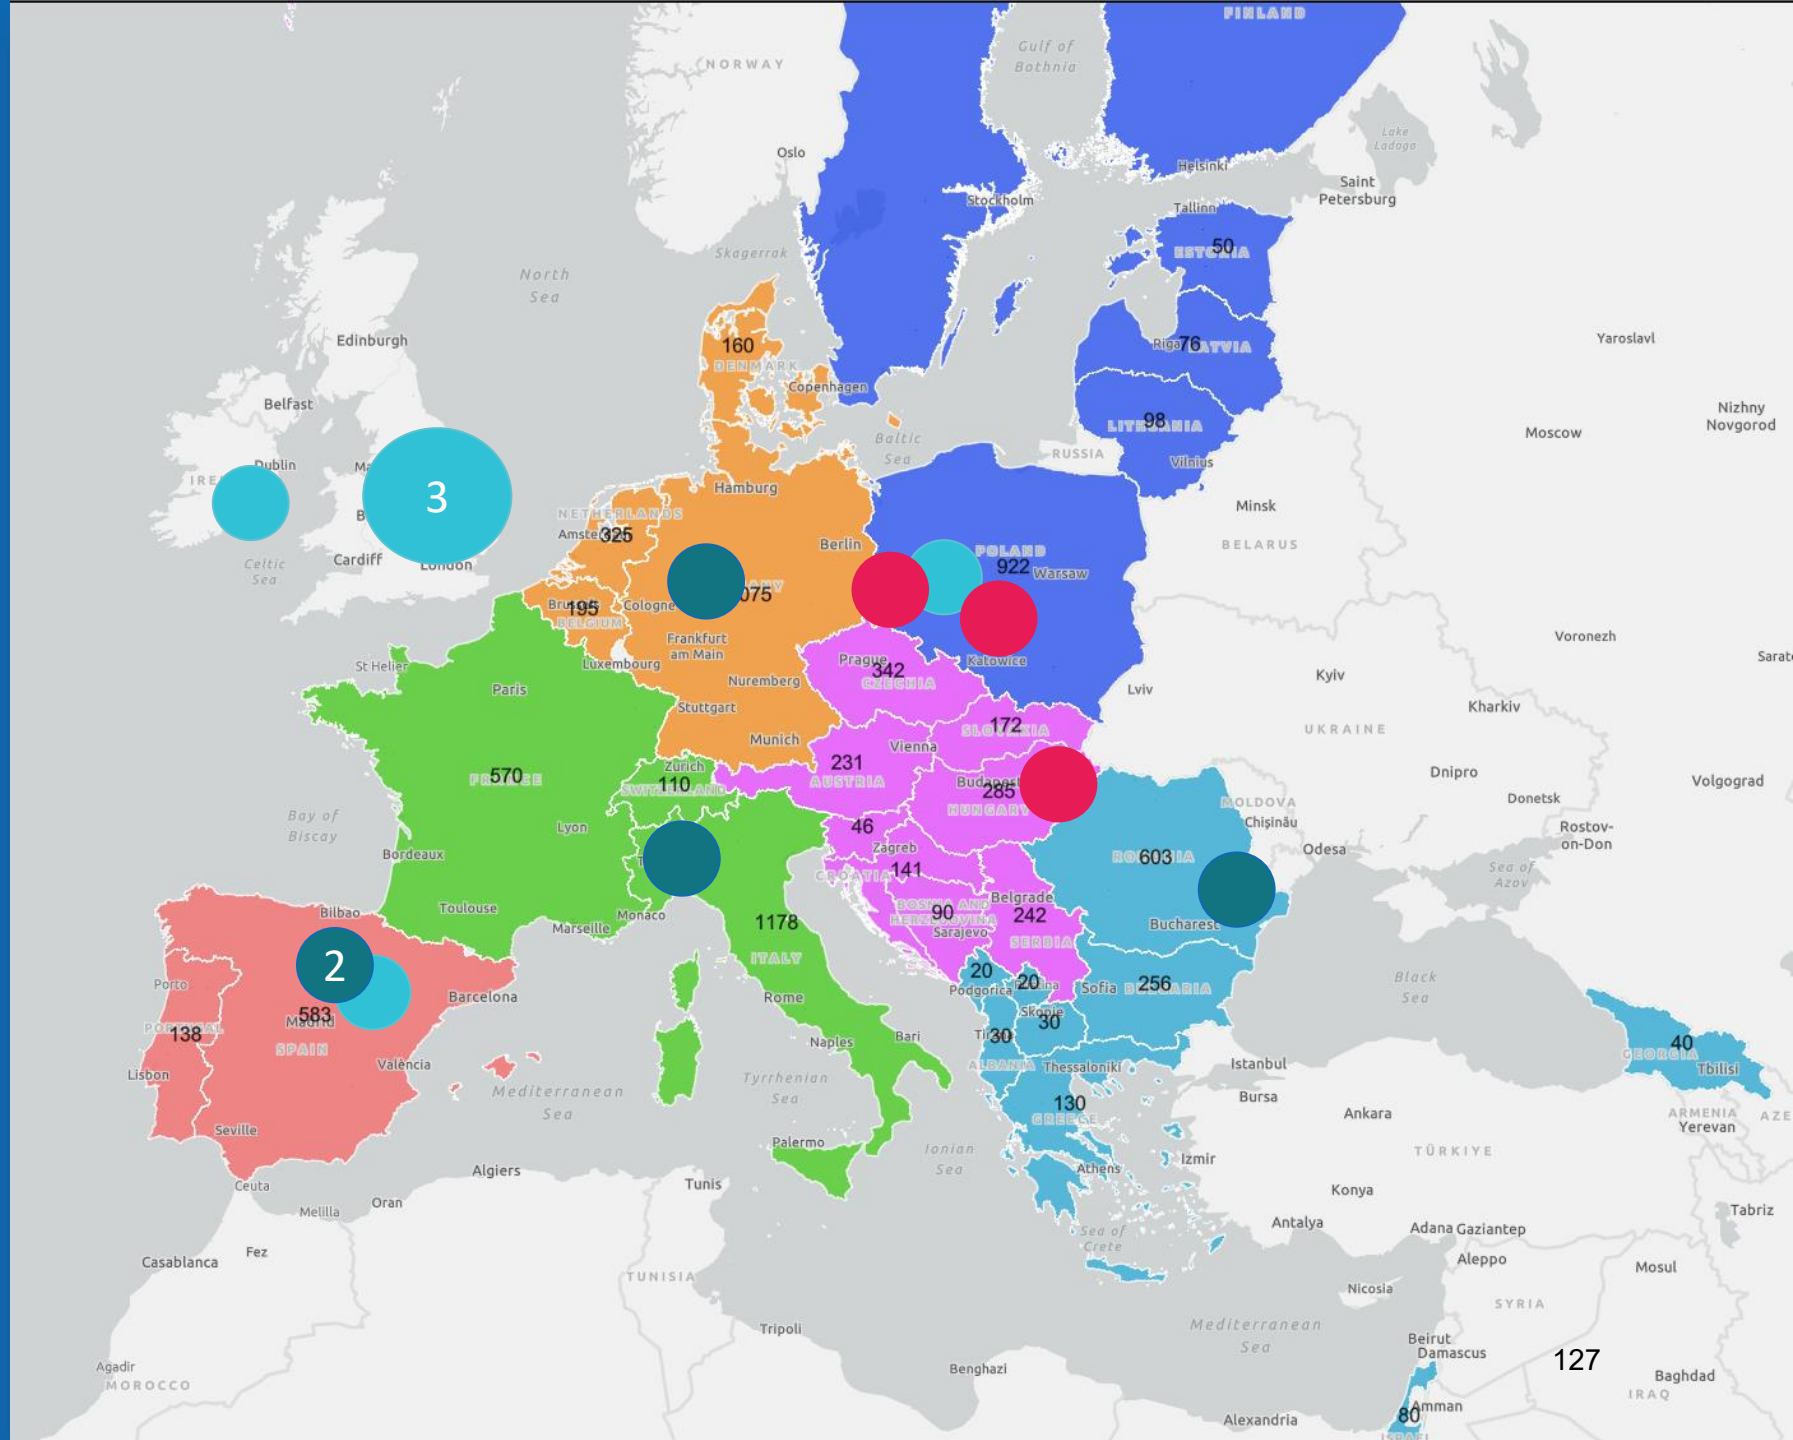 FINLAND
Gulf of
Bothnia
NORWAY
Oslo
Lake
Ladoga
Helsinki
Saint
Petersburg
Stockholm
Tallinn
50
ESTONIA
Skagerrak
North
Sea
Edinburgh
160
DENMARK
Copenhagen
Riga
76
LATVIA
Yaroslavl
Belfast
98
LITHUANIA
Nizhny
Novgorod
Moscow
Baltic
Sea
RUSSIA
Vilnius
Dublin
IRE
Ma
3
B
Hamburg
NETHERLANDS
325
Minsk
BELARUS
Berlin
Cardiff
London
Celtic
Sea
POLAND
922
Warsaw
075
195
BELGIUM
Cologne
Frankfurt
am Main
Luxembourg
St Helier
Katowice
Voronezh
Sarat
Prague
342
CZECHIA
Kyiv
Lviv
Nuremberg
Paris
Stuttgart
Kharkiv
172
SLOVAKIA
UKRAINE
Munich
Vienna
231
AUSTRIA
Zurich
110
SWITZERLAND
570
FRANCE
Budapest
285
HUNGARY
Dnipro
Volgograd
Donetsk
MOLDOVA
Chișinău
Bay of
Biscay
Lyon
46
Zagreb
141
CROATIA
Rostov-
on-Don
Odesa
603
ROMANIA
Sea of
Azov
Bordeaux
T
Toulouse
Monaco
Marseille
Bilbao
1178
ITALY
BOSNIA AND
HERZEGOVINA
90
Sarajevo
Belgrade
242
SERBIA
Bucharest
2
Porto
Barcelona
583
Madrid
SPAIN
PORTUGAL
138
Lisbon
València
Seville
Rome
Naples
Bari
20
Podgorica
20
Sofia
256
BULGARIA
Skopje
30
30
ALBANIA
Thessaloniki
Black
Sea
40
GEORGIA
Tbilisi
Istanbul
Bursa
Ankara
ARMENIA
Yerevan
AZE
Mediterranean
Sea
Tyrrhenian
Sea
130
GREECE
Palermo
Ionian
Sea
Athens
Izmir
TÜRKIYE
Konya
Ceuta
Algiers
Tunis
Melilla
Oran
Tabriz
Antalya
Adana
Gaziantep
Sea of
Crete
Casablanca
Fez
Aleppo
Mosul
TUNISIA
Nicosia
SYRIA
Tripoli
Mediterranean
Sea
Beirut
Damascus
127
Agadir
MOROCCO
Benghazi
Baghdad
IRAQ
80
Amman
Alexandria
ISRAEL